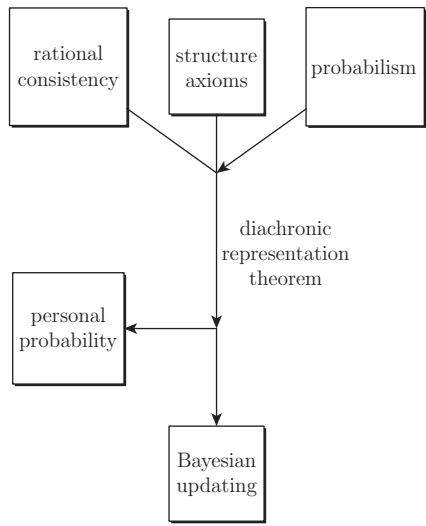 rational
consistency
structure
axioms
probabilism
diachronic
representation
theorem
personal
probability
Bayesian
updating